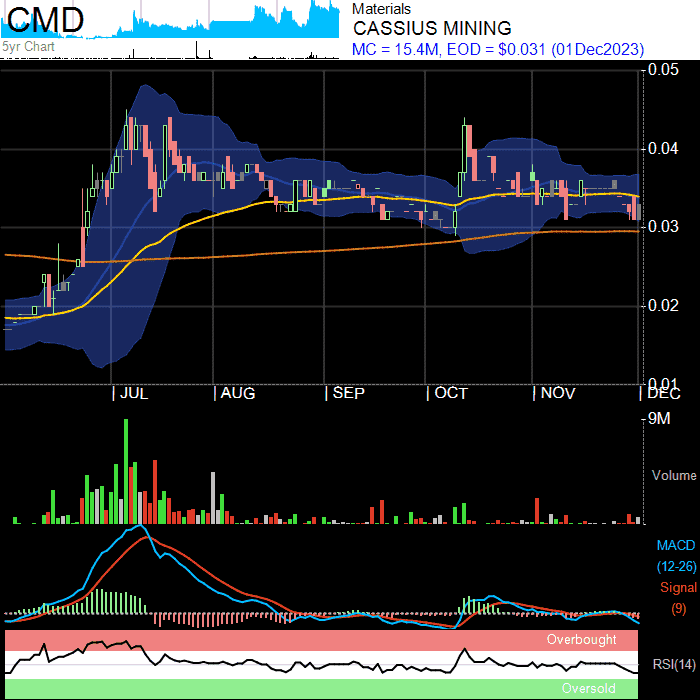 CMD
5yr Chart
Materials
CASSIUS MINING
MC = 15.4M, EOD = $0.031 (01Dec2023)
0.05
0.04
0.03
0.02
0.01
JUL AUG SEP OCT NOV DEC
9M
Volume
MACD
(12-26)
Signal
(9)
Overbought
RSI(14)
Oversold